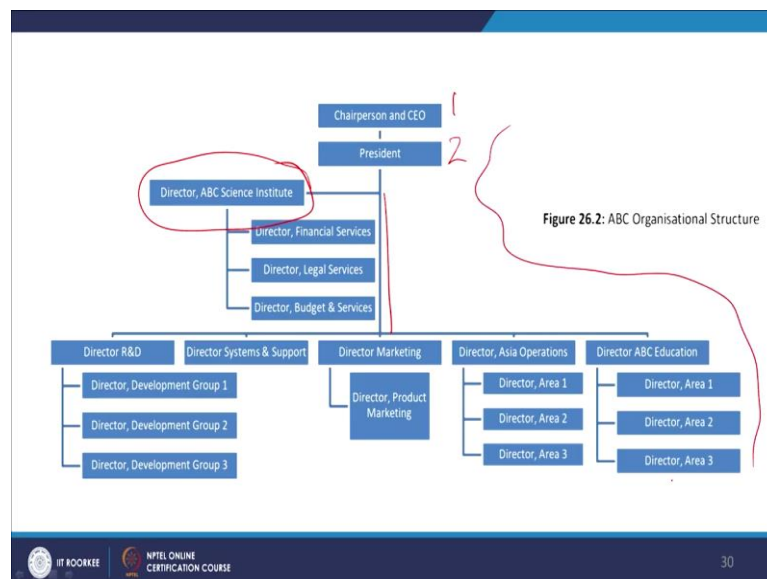 Chairperson and CEO
1
President
2
Director, ABC Science Institute
Figure 26.2: ABC Organisational Structure
Director, Financial Services
Director, Legal Services
Director, Budget & Services
Director R&D
Director Systems & Support
Director Marketing
Director, Asia Operations
Director ABC Education
Director, Development Group 1
Director, Development Group 2
Director, Development Group 3
Director, Product
Marketing
Director, Area 1
Director, Area 2
Director, Area 3
Director, Area 1
Director, Area 2
Director, Area 3
IIT ROORKEE
NPTEL ONLINE
CERTIFICATION COURSE
30